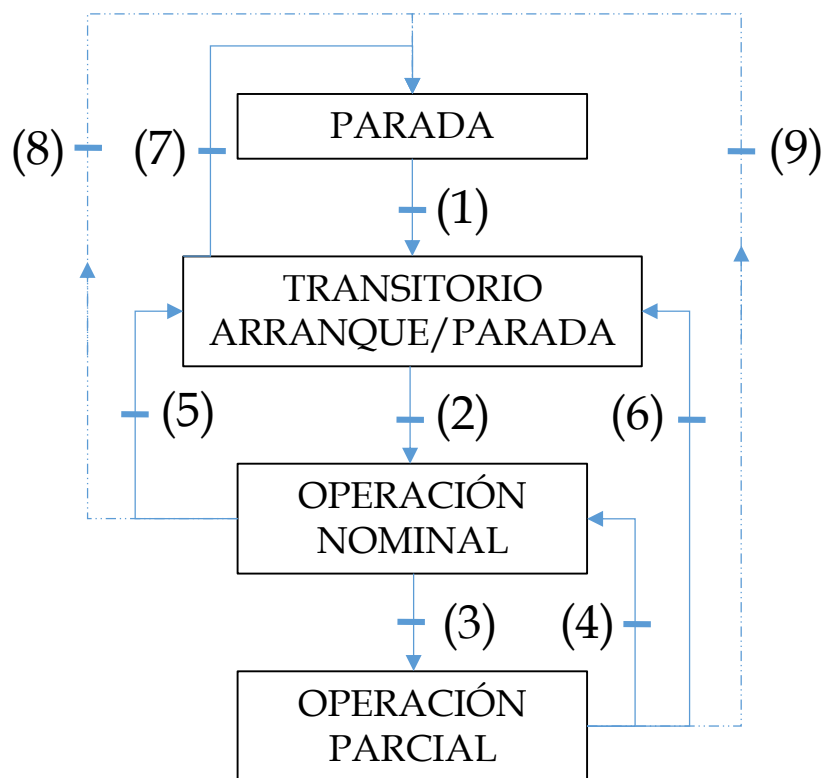 PARADA
(8)
(7)
(9)
(1)
TRANSITORIO
ARRANQUE/PARADA
(5)
(2)
(6)
OPERACIÓN
NOMINAL
(3)
(4)
OPERACIÓN
PARCIAL